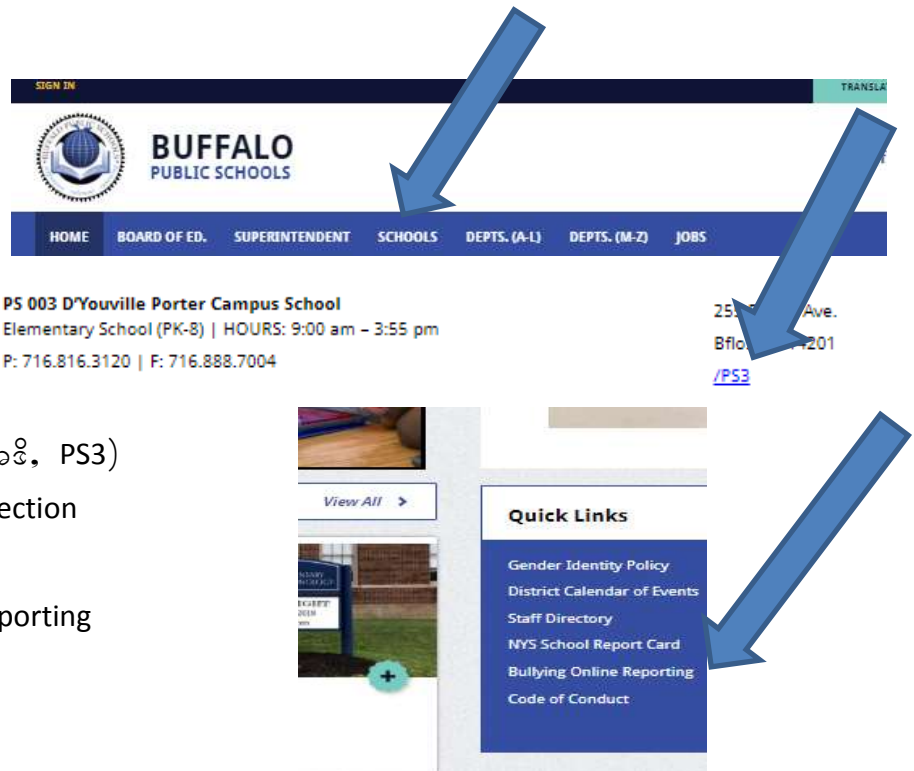 SIGN IN
BUFFALO
PUBLIC SCHOOLS
HOME BOARD OF ED. SUPERINTENDENT SCHOOLS DEPTS. (A-L) DEPTS. (M-Z) JOBS
PS 003 D'Youville Porter Campus School
Elementary School (PK-8) | HOURS: 9:00 am – 3:55 pm
P: 716.816.3120 | F: 716.888.7004
Ave.
/PS3
PS3)
View All >
Quick Links
Gender Identity Policy
District Calendar of Events
Staff Directory
NYS School Report Card
Bullying Online Reporting
Code of Conduct